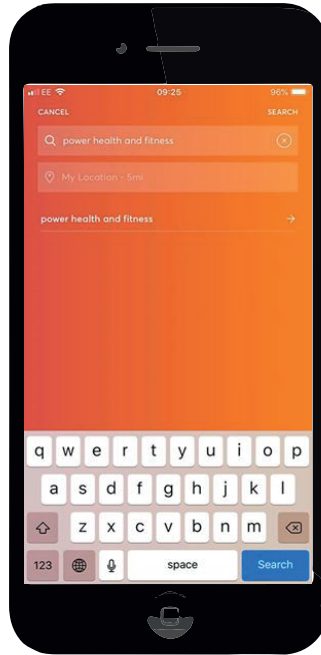 EE 09:25 96%
CANCEL SEARCH
power health and fitness
My Location - 5mi
power health and fitness
q w e r t y u i o p
a s d f g h j k l
z x c v b n m
123 space Search